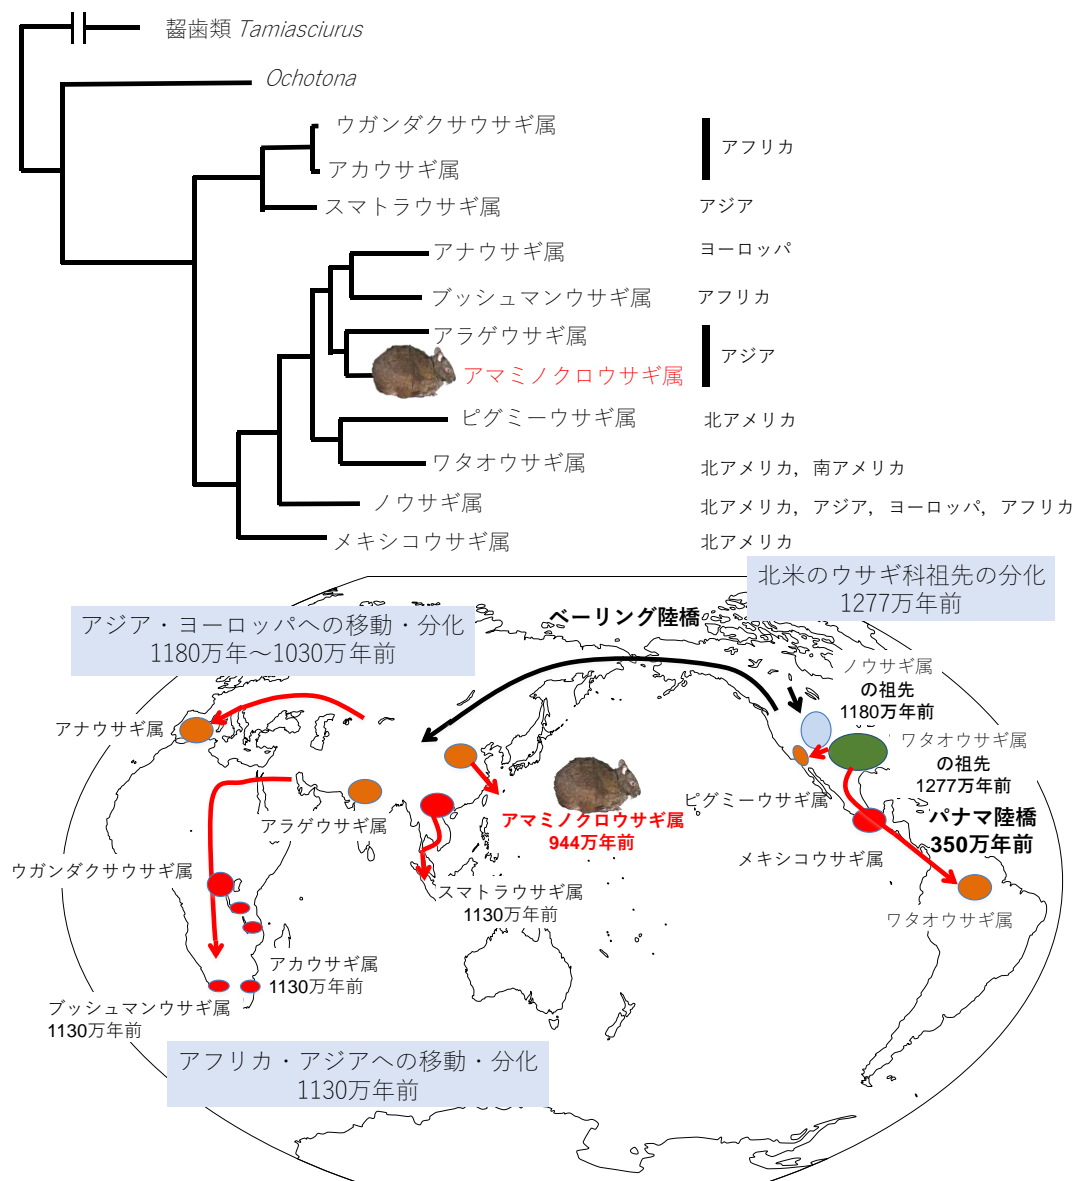 齧歯類 Tamiasciurus
Ochotona
ウガンダクサウサギ属
アフリカ
アカウサギ属
スマトラウサギ属
アジア
アナウサギ属
ヨーロッパ
ブッシュマンウサギ属
アフリカ
アラゲウサギ属
アジア
アマミノクロウサギ属
ピグミーウサギ属
北アメリカ
ワタオウサギ属
北アメリカ，南アメリカ
ノウサギ属
北アメリカ，アジア，ヨーロッパ，アフリカ
メキシコウサギ属
北アメリカ
北米のウサギ科祖先の分化
1277万年前
アジア・ヨーロッパへの移動・分化
1180万年～1030万年前
ベーリング陸橋
ノウサギ属
の祖先
1180万年前
アナウサギ属
ワタオウサギ属
の祖先
1277万年前
ピグミーウサギ属
アラゲウサギ属
アマミノクロウサギ属
944万年前
パナマ陸橋
350万年前
メキシコウサギ属
ウガンダクサウサギ属
スマトラウサギ属
1130万年前
ワタオウサギ属
アカウサギ属
1130万年前
ブッシュマンウサギ属
1130万年前
アフリカ・アジアへの移動・分化
1130万年前